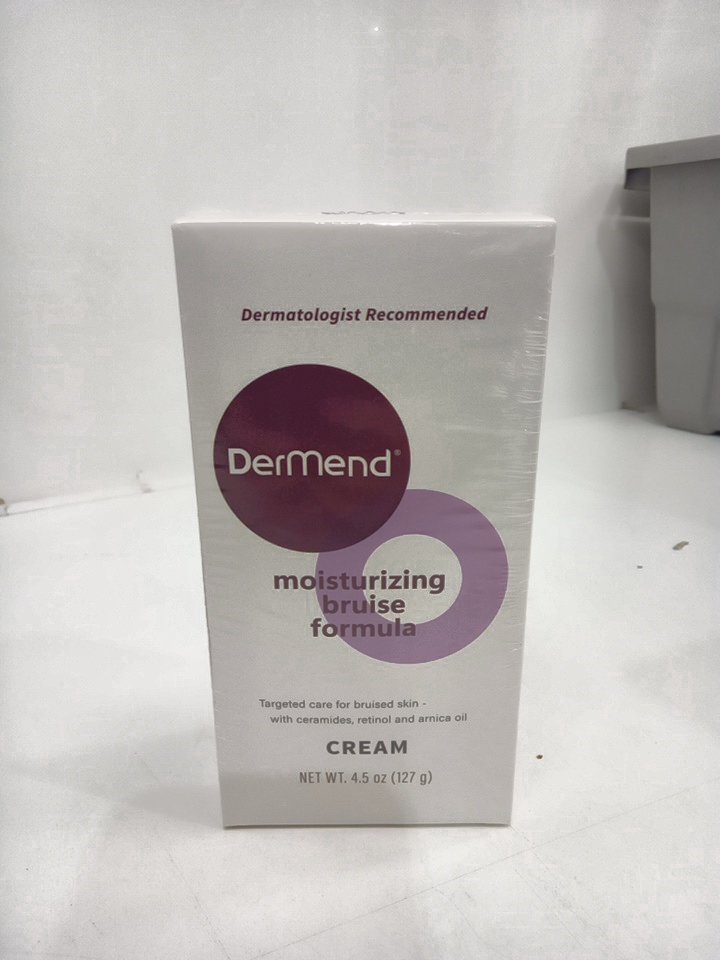 Dermatologist Recommended
DerMend®
moisturizing
bruise
formula
Targeted care for bruised skin -
with ceramides, retinol and arnica oil
CREAM
NET WT. 4.5 oz (127 g)